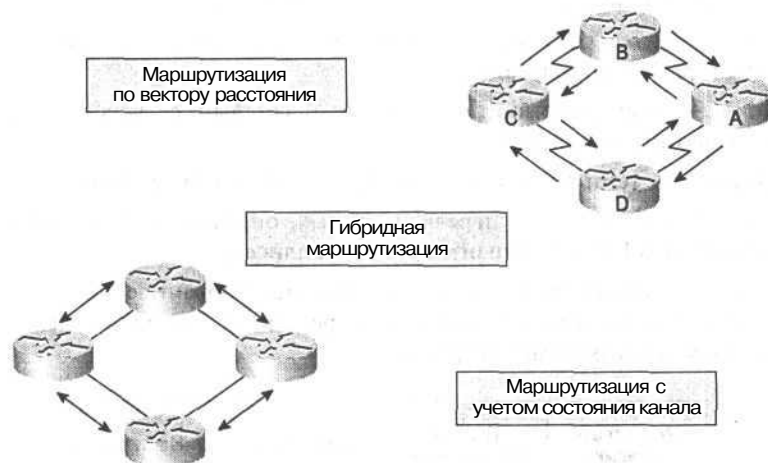 B
Маршрутизация
по вектору расстояния
C
A
D
Гибридная
маршрутизация
Маршрутизация с
учетом состояния канала